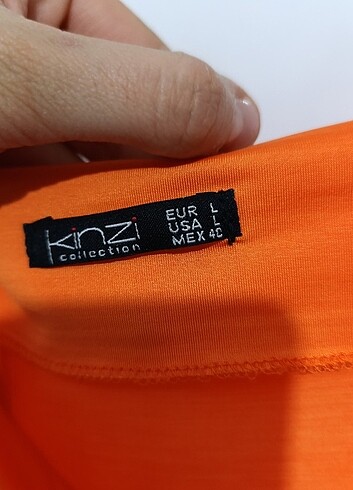 Kinzi
collection
EUR L
USA L
MEX 40